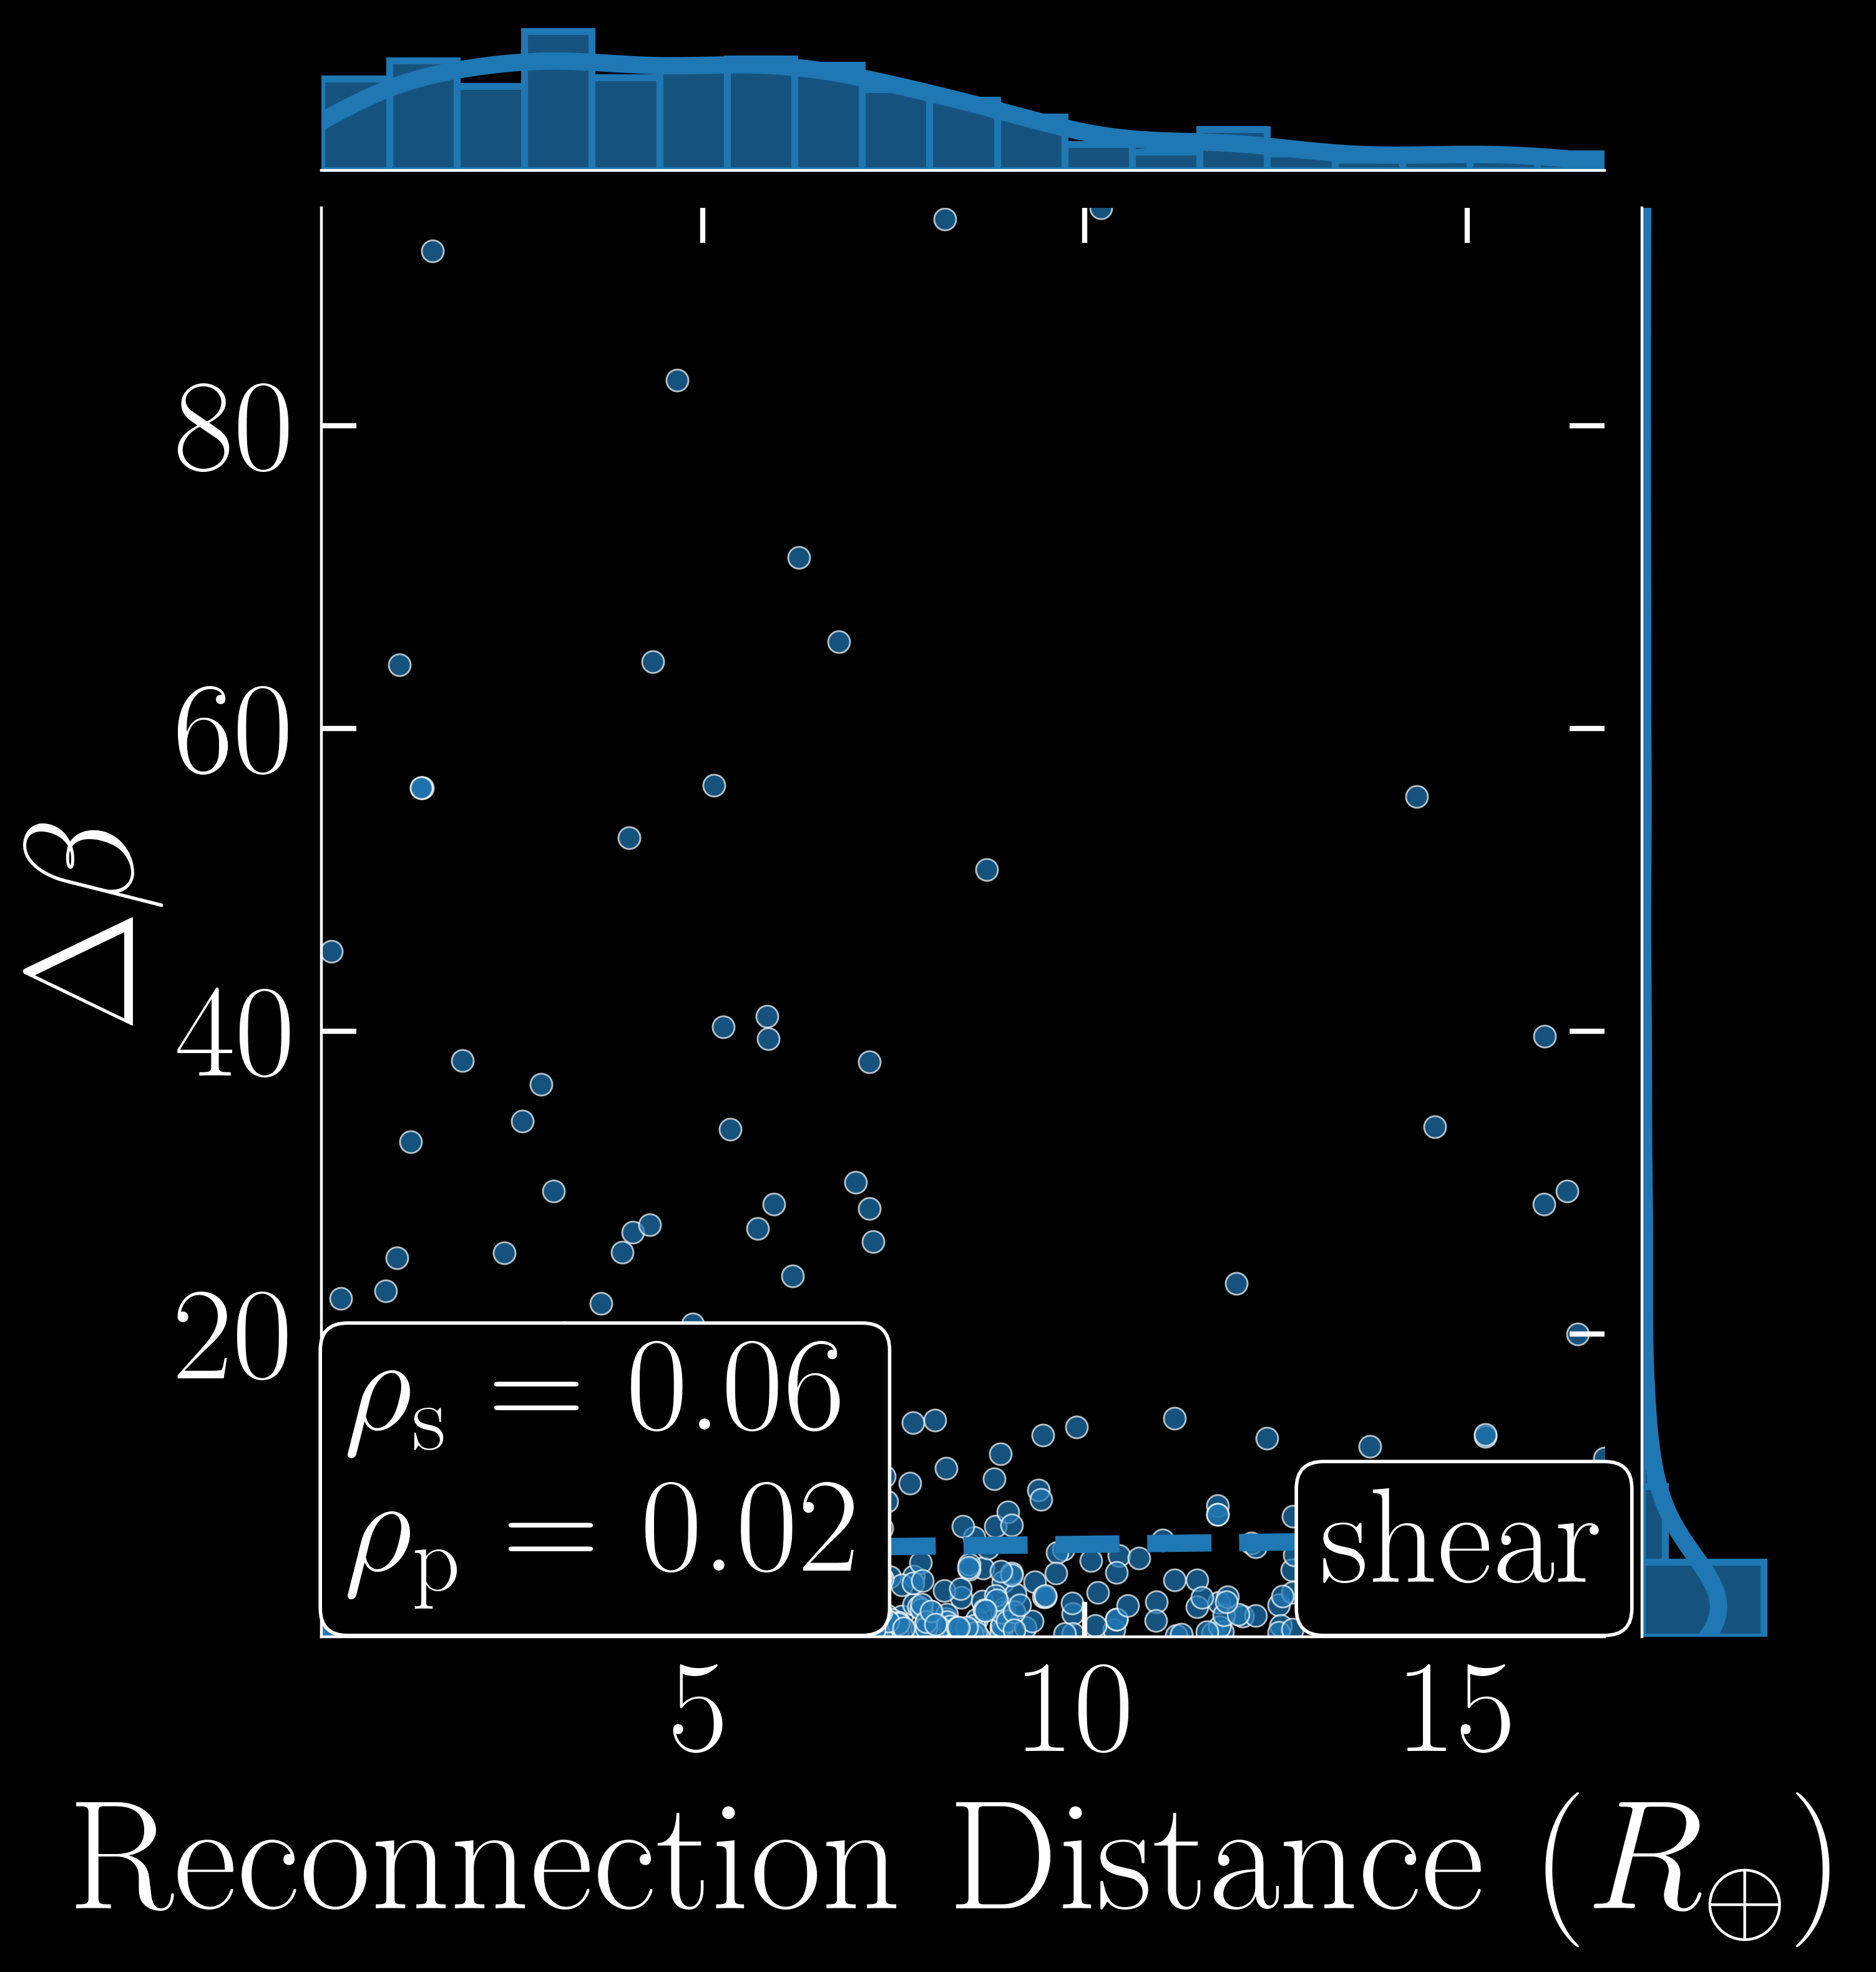 80
60
40
20
Δβ
ρs = 0.06
ρp = 0.02
shear
5 10 15
Reconnection Distance (R⊕)